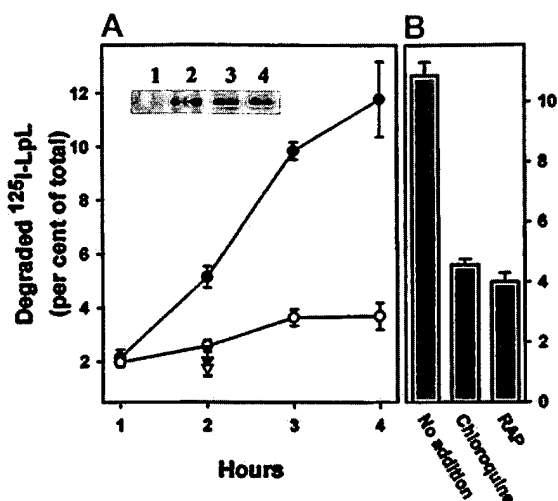 A
B
1 2 3 4
12
10
8
6
4
2
10
8
6
4
2
0
Degraded ¹²⁵I-LpL
(per cent of total)
1 2 3 4
Hours
No addition
Chloroquine
RAP